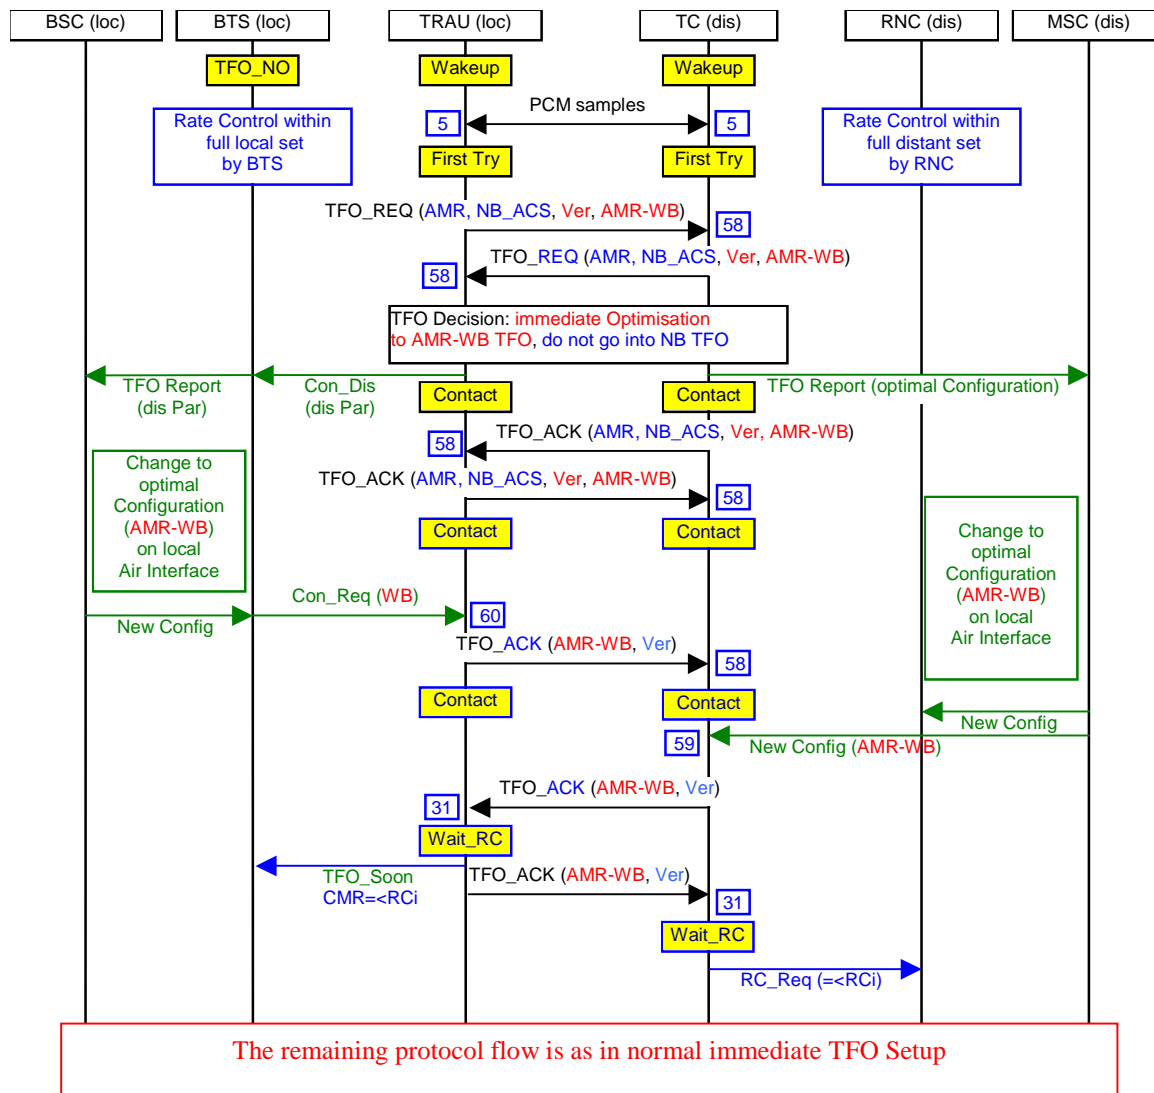 BSC (loc)
BTS (loc)
TRAU (loc)
TC (dis)
RNC (dis)
MSC (dis)
TFO_NO
Wakeup
Wakeup
PCM samples
Rate Control within
full local set
by BTS
5
5
Rate Control within
full distant set
by RNC
First Try
First Try
TFO_REQ (AMR, NB_ACS, Ver, AMR-WB)
58
TFO_REQ (AMR, NB_ACS, Ver, AMR-WB)
58
TFO Decision: immediate Optimisation
to AMR-WB TFO, do not go into NB TFO
TFO Report
(dis Par)
Con_Dis
(dis Par)
Contact
Contact
TFO Report (optimal Configuration)
TFO_ACK (AMR, NB_ACS, Ver, AMR-WB)
58
Change to
optimal
Configuration
(AMR-WB)
on local
Air Interface
TFO_ACK (AMR, NB_ACS, Ver, AMR-WB)
58
Contact
Contact
Change to
optimal
Configuration
(AMR-WB)
on local
Air Interface
Con_Req (WB)
New Config
60
TFO_ACK (AMR-WB, Ver)
58
Contact
Contact
New Config
59
New Config (AMR-WB)
TFO_ACK (AMR-WB, Ver)
31
Wait_RC
TFO_Soon
CMR=<RCi
TFO_ACK (AMR-WB, Ver)
31
Wait_RC
RC_Req (=<RCi)
The remaining protocol flow is as in normal immediate TFO Setup